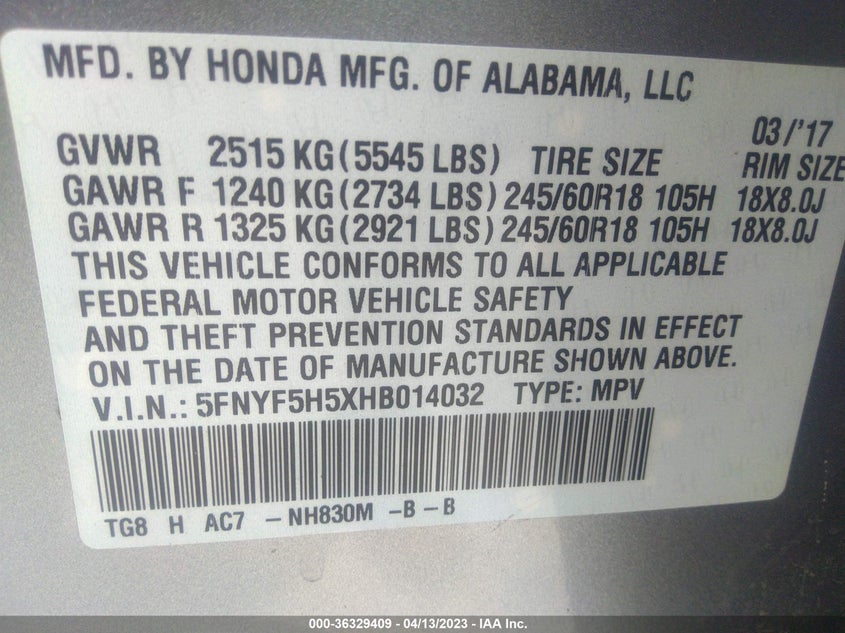 MFD. BY HONDA MFG. OF ALABAMA, LLC
03/'17
GVWR 2515 KG(5545 LBS) TIRE SIZE RIM SIZE
GAWR F 1240 KG(2734 LBS) 245/60R18 105H 18X8.0J
GAWR R 1325 KG(2921 LBS) 245/60R18 105H 18X8.0J
THIS VEHICLE CONFORMS TO ALL APPLICABLE
FEDERAL MOTOR VEHICLE SAFETY
AND THEFT PREVENTION STANDARDS IN EFFECT
ON THE DATE OF MANUFACTURE SHOWN ABOVE.
V.I.N.: 5FNYF5H5XHB014032 TYPE: MPV
TG8 H AC7 -NH830M -B-B
000-36329409 - 04/13/2023 - IAA Inc.